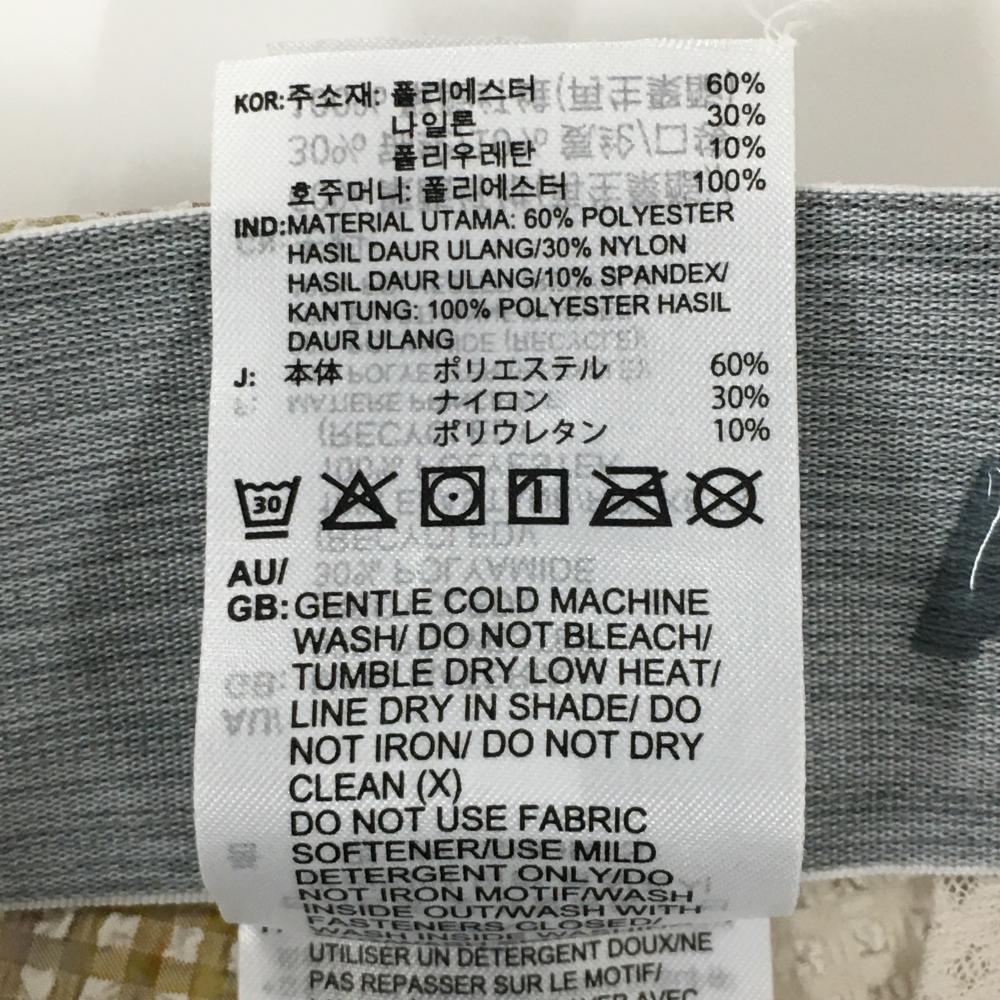 KOR:주소재: 폴리에스터 60%
나일론 30%
폴리우레탄 10%
호주머니: 폴리에스터 100%
IND:MATERIAL UTAMA: 60% POLYESTER
HASIL DAUR ULANG/30% NYLON
HASIL DAUR ULANG/10% SPANDEX/
KANTUNG: 100% POLYESTER HASIL
DAUR ULANG
J: 本体 ポリエステル 60%
ナイロン 30%
ポリウレタン 10%
30
AU/
GB:GENTLE COLD MACHINE
WASH/ DO NOT BLEACH/
TUMBLE DRY LOW HEAT/
LINE DRY IN SHADE/ DO
NOT IRON/ DO NOT DRY
CLEAN (X)
DO NOT USE FABRIC
SOFTENER/USE MILD
DETERGENT ONLY/DO
NOT IRON MOTIF/WASH
INSIDE OUT/WASH WITH
FASTENERS CLOSED/
UTILISER UN DÉTERGENT DOUX/NE
PAS REPASSER SUR LE MOTIF/